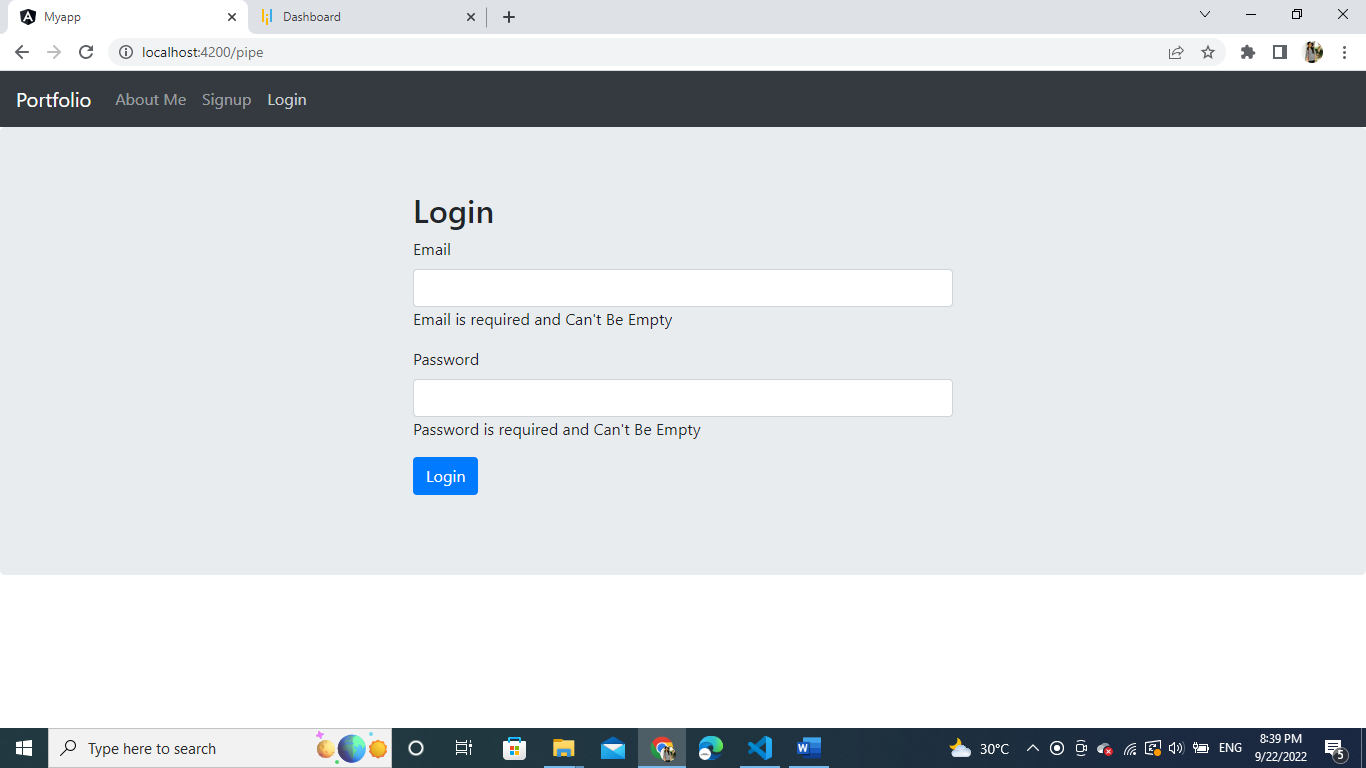 Myapp
Dashboard
localhost:4200/pipe
Portfolio About Me Signup Login
Login
Email
Email is required and Can't Be Empty
Password
Password is required and Can't Be Empty
Login
Type here to search
30°C
ENG
8:39 PM
9/22/2022
5